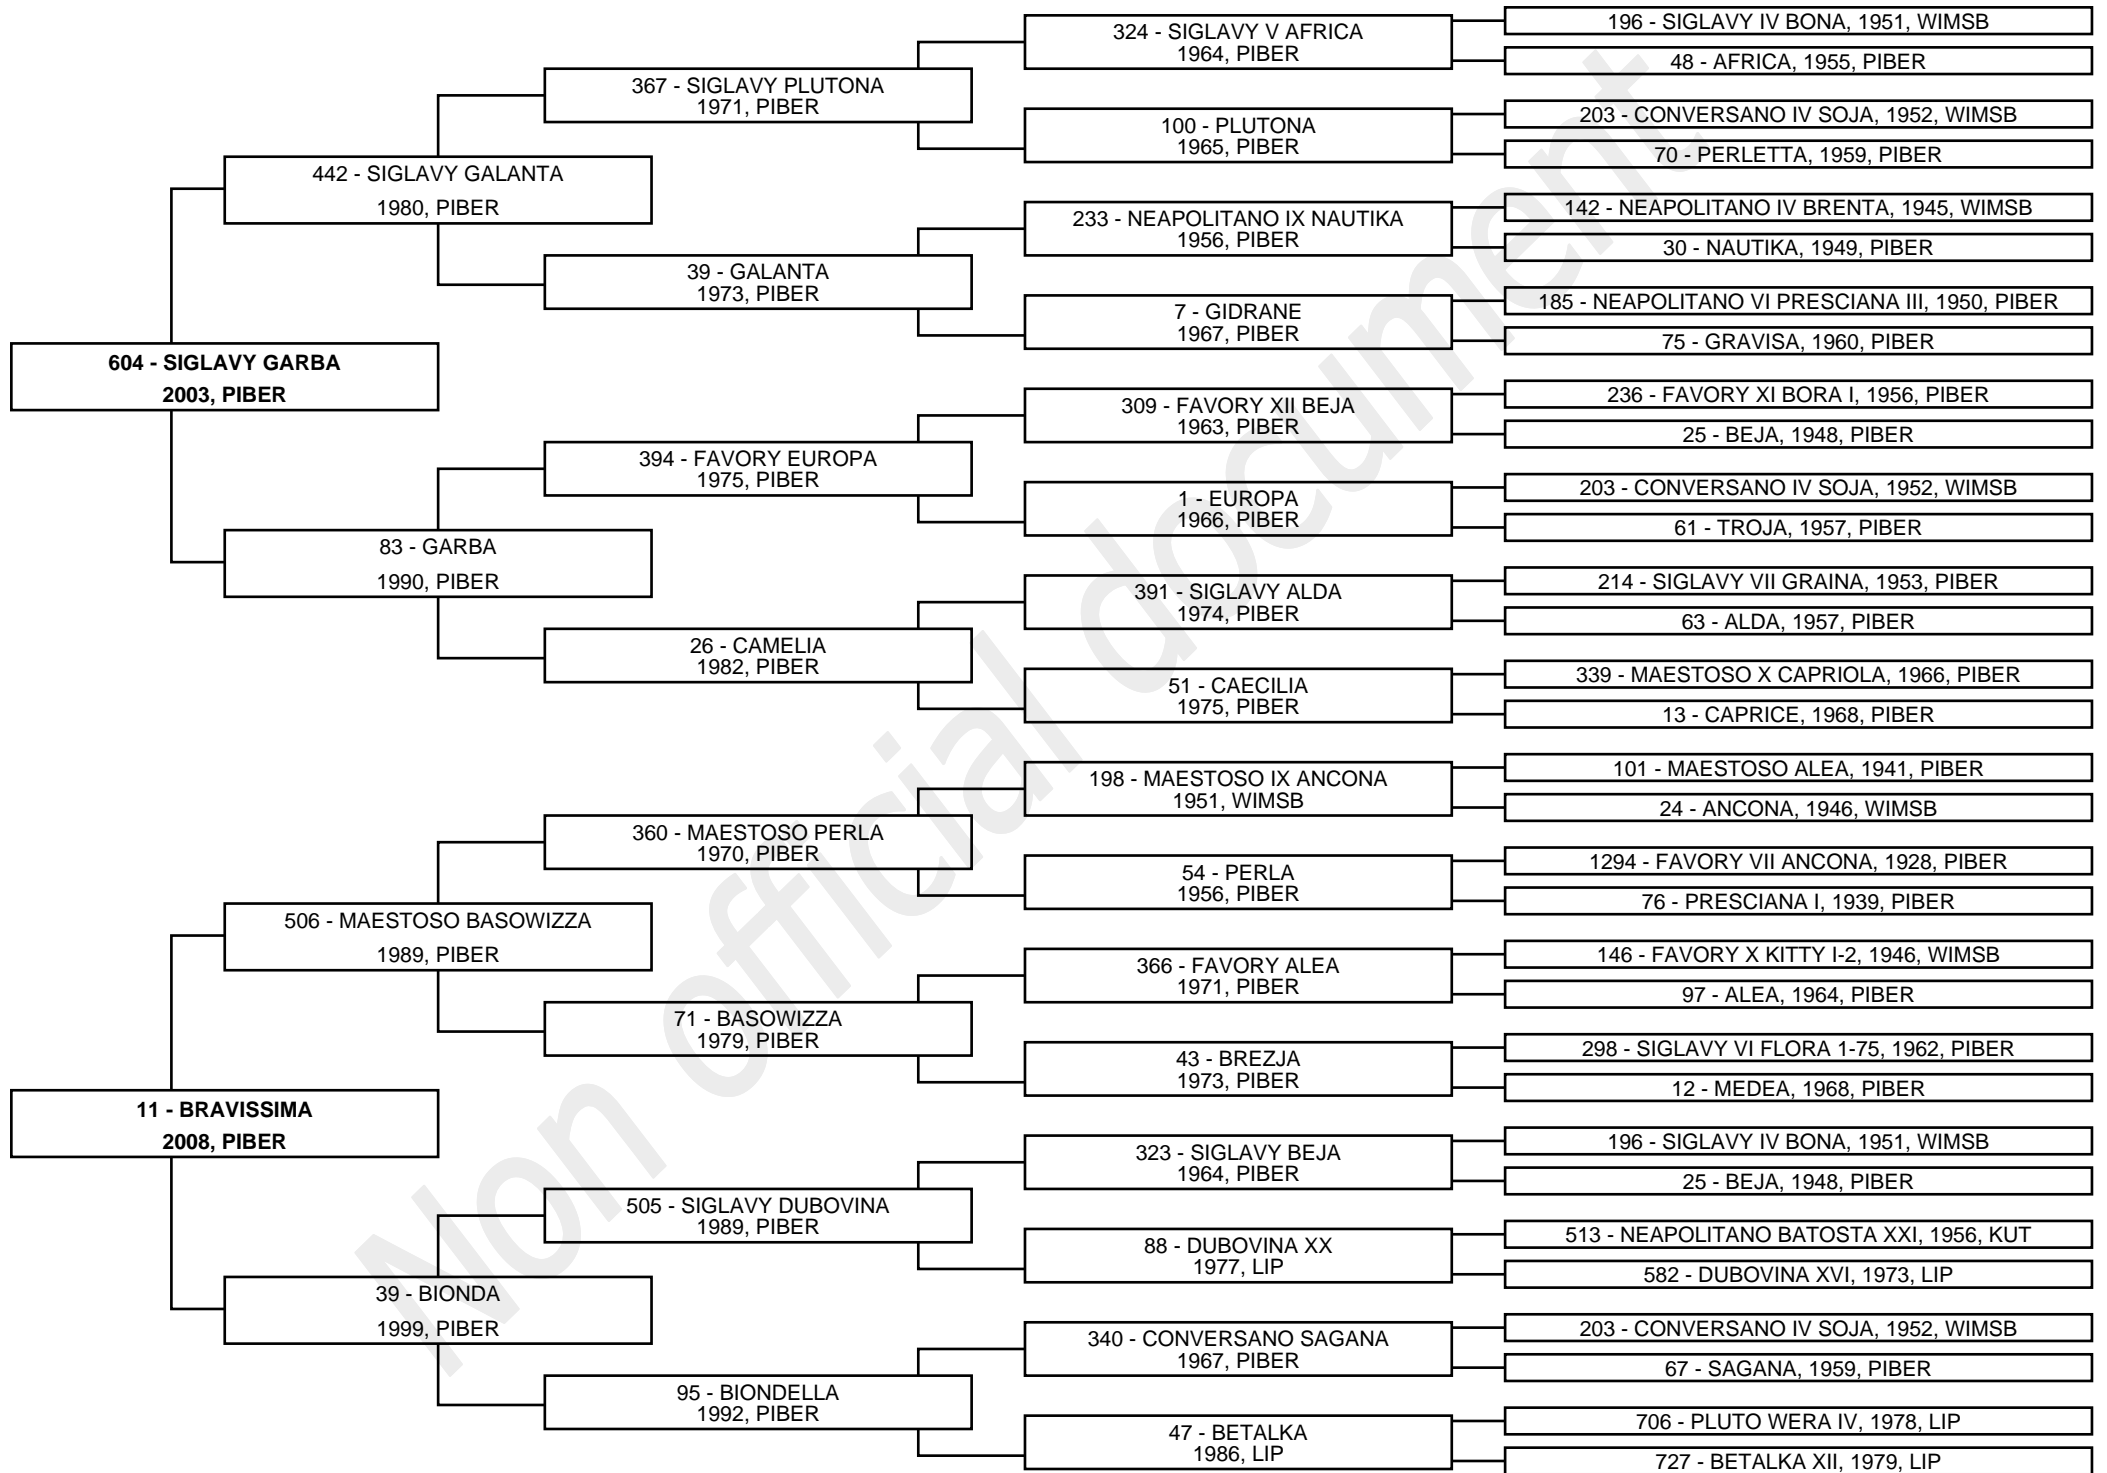 604 - SIGLAVY GARBA
2003, PIBER
11 - BRAVISSIMA
2008, PIBER
442 - SIGLAVY GALANTA
1980, PIBER
83 - GARBA
1990, PIBER
506 - MAESTOSO BASOWIZZA
1989, PIBER
39 - BIONDA
1999, PIBER
367 - SIGLAVY PLUTONA
1971, PIBER
39 - GALANTA
1973, PIBER
394 - FAVORY EUROPA
1975, PIBER
26 - CAMELIA
1982, PIBER
360 - MAESTOSO PERLA
1970, PIBER
71 - BASOWIZZA
1979, PIBER
505 - SIGLAVY DUBOVINA
1989, PIBER
95 - BIONDELLA
1992, PIBER
324 - SIGLAVY V AFRICA
1964, PIBER
100 - PLUTONA
1965, PIBER
233 - NEAPOLITANO IX NAUTIKA
1956, PIBER
7 - GIDRANE
1967, PIBER
309 - FAVORY XII BEJA
1963, PIBER
1 - EUROPA
1966, PIBER
391 - SIGLAVY ALDA
1974, PIBER
51 - CAECILIA
1975, PIBER
198 - MAESTOSO IX ANCONA
1951, WIMSB
54 - PERLA
1956, PIBER
366 - FAVORY ALEA
1971, PIBER
43 - BREZJA
1973, PIBER
323 - SIGLAVY BEJA
1964, PIBER
88 - DUBOVINA XX
1977, LIP
340 - CONVERSANO SAGANA
1967, PIBER
47 - BETALKA
1986, LIP
196 - SIGLAVY IV BONA, 1951, WIMSB
48 - AFRICA, 1955, PIBER
203 - CONVERSANO IV SOJA, 1952, WIMSB
70 - PERLETTA, 1959, PIBER
142 - NEAPOLITANO IV BRENTA, 1945, WIMSB
30 - NAUTIKA, 1949, PIBER
185 - NEAPOLITANO VI PRESCIANA III, 1950, PIBER
75 - GRAVISA, 1960, PIBER
236 - FAVORY XI BORA I, 1956, PIBER
25 - BEJA, 1948, PIBER
203 - CONVERSANO IV SOJA, 1952, WIMSB
61 - TROJA, 1957, PIBER
214 - SIGLAVY VII GRAINA, 1953, PIBER
63 - ALDA, 1957, PIBER
339 - MAESTOSO X CAPRIOLA, 1966, PIBER
13 - CAPRICE, 1968, PIBER
101 - MAESTOSO ALEA, 1941, PIBER
24 - ANCONA, 1946, WIMSB
1294 - FAVORY VII ANCONA, 1928, PIBER
76 - PRESCIANA I, 1939, PIBER
146 - FAVORY X KITTY I-2, 1946, WIMSB
97 - ALEA, 1964, PIBER
298 - SIGLAVY VI FLORA 1-75, 1962, PIBER
12 - MEDEA, 1968, PIBER
196 - SIGLAVY IV BONA, 1951, WIMSB
25 - BEJA, 1948, PIBER
513 - NEAPOLITANO BATOSTA XXI, 1956, KUT
582 - DUBOVINA XVI, 1973, LIP
203 - CONVERSANO IV SOJA, 1952, WIMSB
67 - SAGANA, 1959, PIBER
706 - PLUTO WERA IV, 1978, LIP
727 - BETALKA XII, 1979, LIP
Non official document